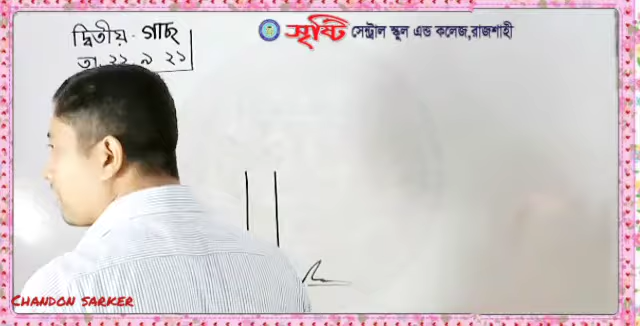 দ্বিতীয় - গাছ
তা. ২২. ৯ ২১
সৃষ্টি সেন্ট্রাল স্কুল এন্ড কলেজ,রাজশাহী
CHANDON SARKER